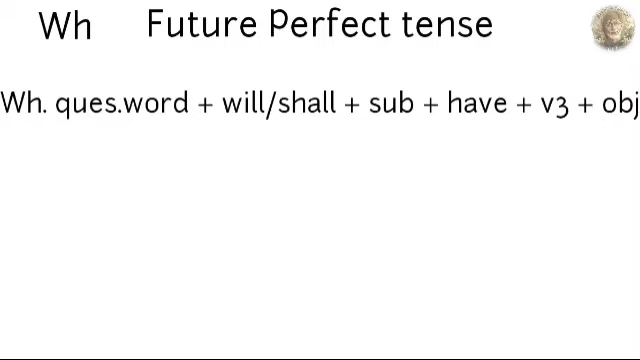 Wh Future Perfect tense
Wh. ques.word + will/shall + sub + have + v3 + obj